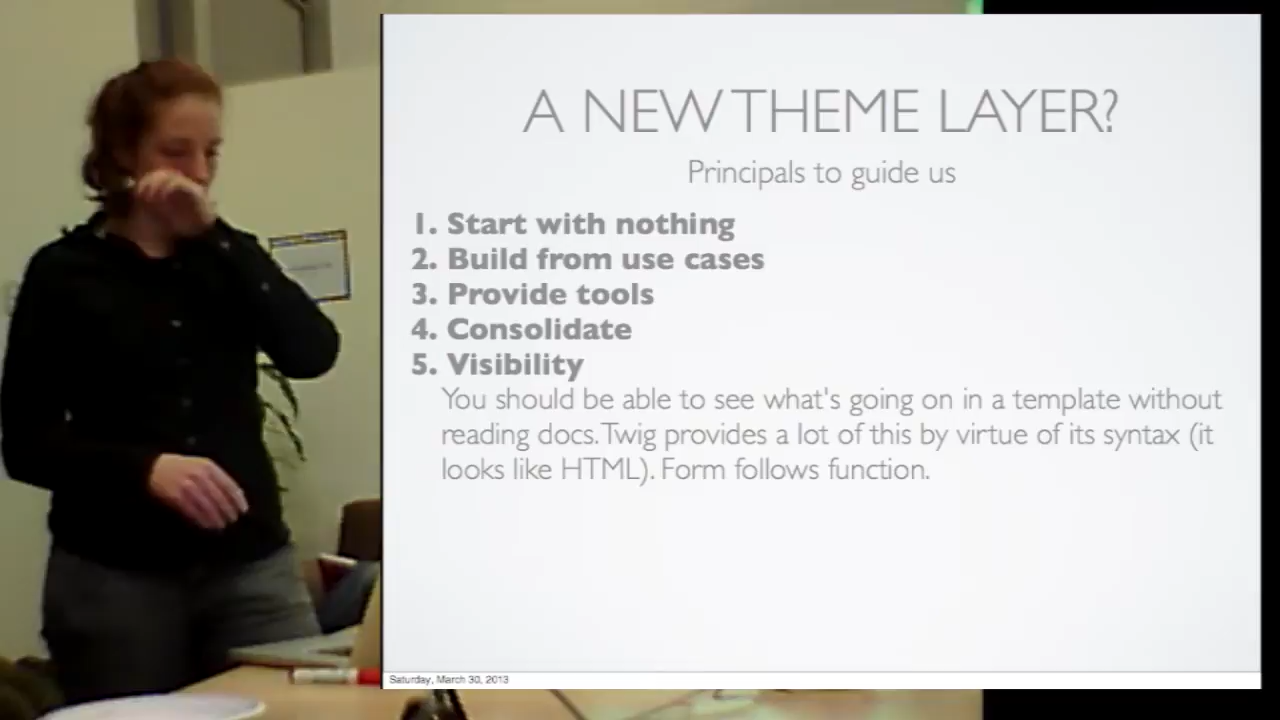 A NEW THEME LAYER?
Principals to guide us
1. Start with nothing
2. Build from use cases
3. Provide tools
4. Consolidate
5. Visibility
You should be able to see what's going on in a template without
reading docs. Twig provides a lot of this by virtue of its syntax (it
looks like HTML). Form follows function.
Saturday, March 30, 2013